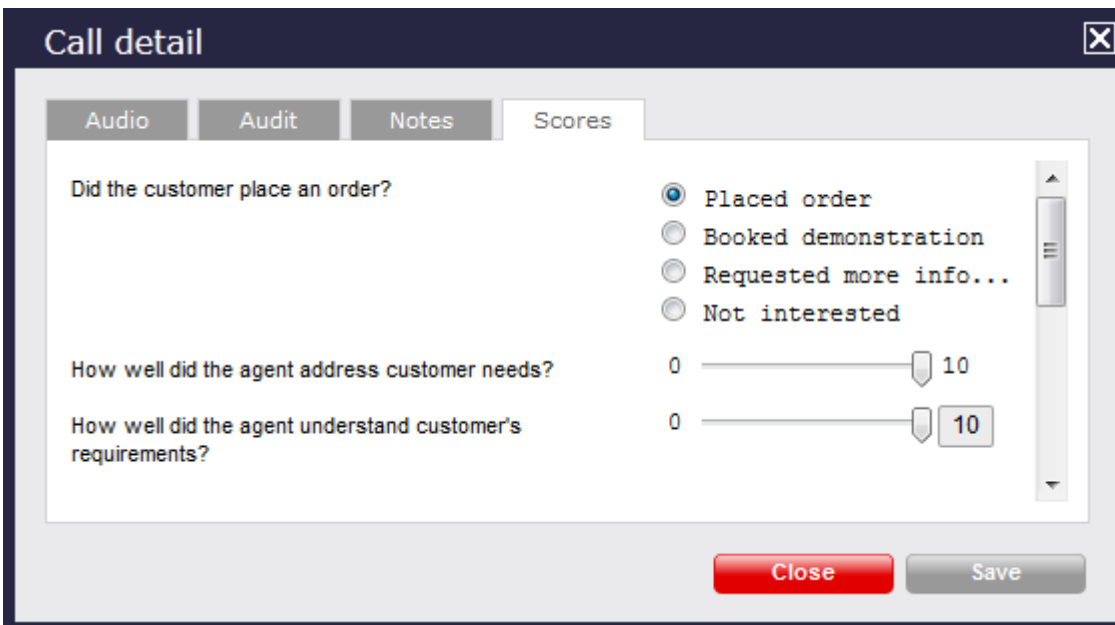 Call detail
Audio Audit Notes Scores
Did the customer place an order?
Placed order
Booked demonstration
Requested more info...
Not interested
How well did the agent address customer needs? 0 10
How well did the agent understand customer's
requirements?
0 10
Close Save